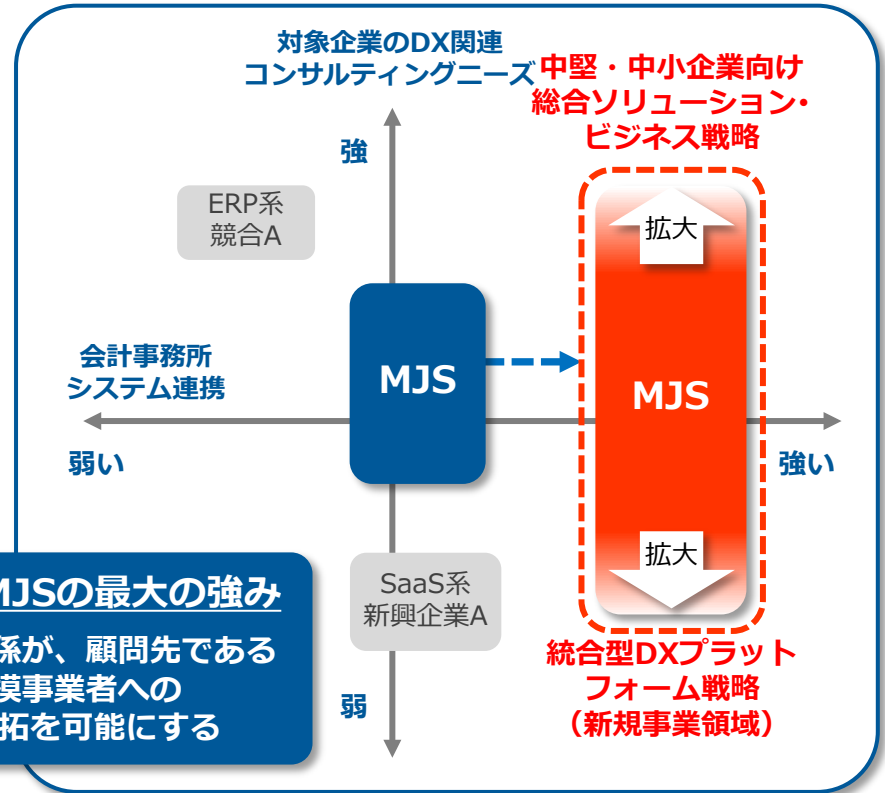 対象企業のDX関連
コンサルティングニーズ
中堅・中小企業向け
総合ソリューション・
ビジネス戦略
強
ERP系
競合A
拡大
会計事務所
システム連携
MJS
MJS
弱い
強い
拡大
SaaS系
新興企業A
MJSの最大の強み
係が、顧問先である
模事業者への
拓を可能にする
弱
統合型DXプラット
フォーム戦略
（新規事業領域）